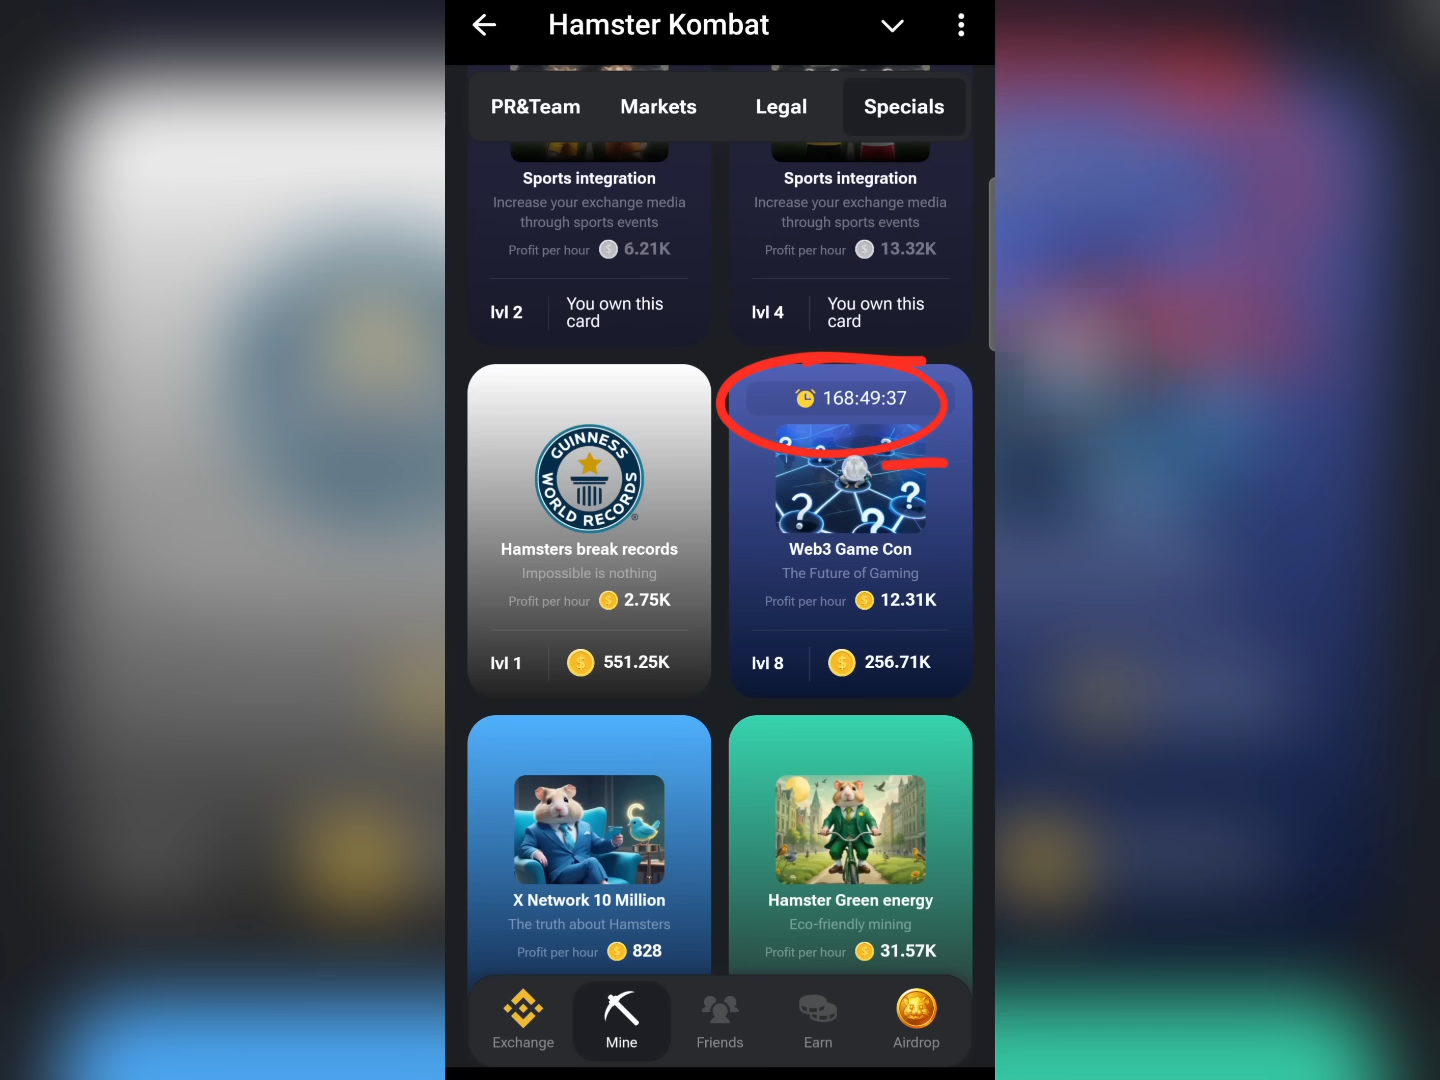 Hamster Kombat
PR&Team
Markets
Legal
Specials
Sports integration
Increase your exchange media
through sports events
Profit per hour 6.21K
lvl 2
You own this
card
Sports integration
Increase your exchange media
through sports events
Profit per hour 13.32K
lvl 4
You own this
card
GUINNESS
WORLD RECORDS
®
Hamsters break records
Impossible is nothing
Profit per hour 2.75K
lvl 1
551.25K
168:49:37
? ? ?
? ? ?
Web3 Game Con
The Future of Gaming
Profit per hour 12.31K
lvl 8
256.71K
X Network 10 Million
The truth about Hamsters
Profit per hour 828
Hamster Green energy
Eco-friendly mining
Profit per hour 31.57K
Exchange
Mine
Friends
Earn
Airdrop